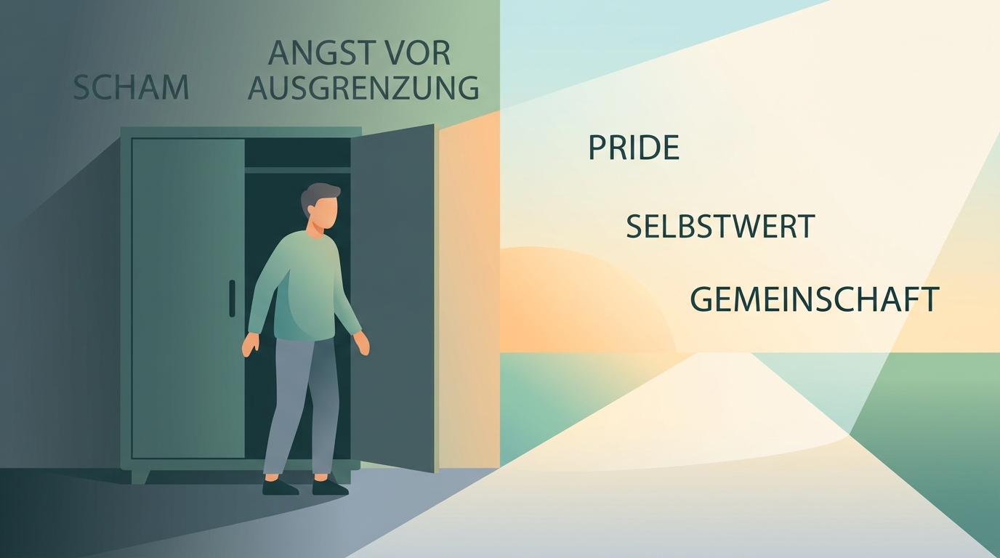 SCHAM
ANGST VOR
AUSGRENZUNG
PRIDE
SELBSTWERT
GEMEINSCHAFT